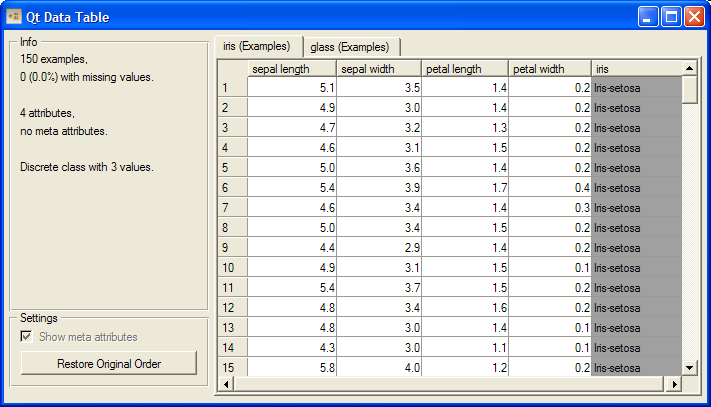 Qt Data Table
Info
150 examples,
0 (0.0%) with missing values.
4 attributes,
no meta attributes.
Discrete class with 3 values.
Settings
Show meta attributes
Restore Original Order
iris (Examples) glass (Examples)
sepal length sepal width petal length petal width iris
1 5.1 3.5 1.4 0.2 Iris-setosa
2 4.9 3.0 1.4 0.2 Iris-setosa
3 4.7 3.2 1.3 0.2 Iris-setosa
4 4.6 3.1 1.5 0.2 Iris-setosa
5 5.0 3.6 1.4 0.2 Iris-setosa
6 5.4 3.9 1.7 0.4 Iris-setosa
7 4.6 3.4 1.4 0.3 Iris-setosa
8 5.0 3.4 1.5 0.2 Iris-setosa
9 4.4 2.9 1.4 0.2 Iris-setosa
10 4.9 3.1 1.5 0.1 Iris-setosa
11 5.4 3.7 1.5 0.2 Iris-setosa
12 4.8 3.4 1.6 0.2 Iris-setosa
13 4.8 3.0 1.4 0.1 Iris-setosa
14 4.3 3.0 1.1 0.1 Iris-setosa
15 5.8 4.0 1.2 0.2 Iris-setosa